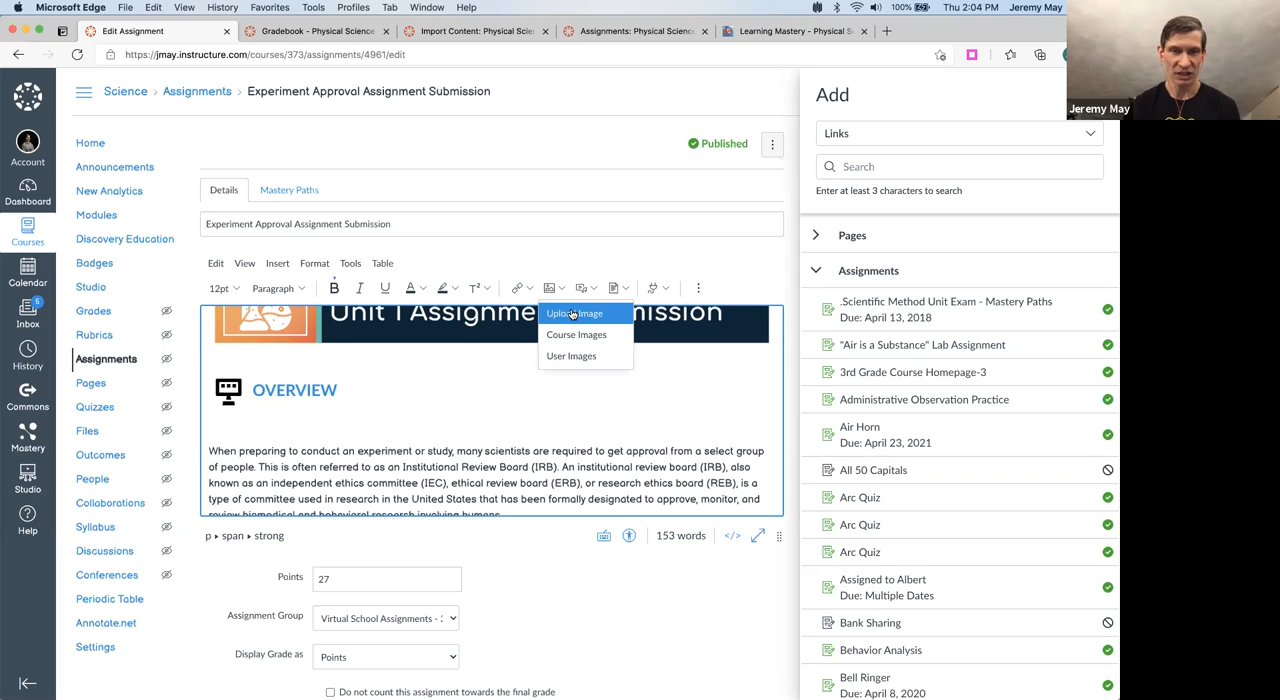 Microsoft Edge File Edit View History Favorites Tools Profiles Tab Window Help 100% Thu 2:04 PM Jeremy May
Edit Assignment
Gradebook - Physical Science
Import Content: Physical Scie
Assignments: Physical Science
Learning Mastery - Physical S
https://jmay.instructure.com/courses/373/assignments/4961/edit
Jeremy May
Account
Dashboard
Courses
Calendar
6
Inbox
History
Commons
Mastery
Studio
Help
Science > Assignments > Experiment Approval Assignment Submission
Home
Announcements
New Analytics
Modules
Discovery Education
Badges
Studio
Grades
Rubrics
Assignments
Pages
Quizzes
Files
Outcomes
People
Collaborations
Syllabus
Discussions
Conferences
Periodic Table
Annotate.net
Settings
Published
Details
Mastery Paths
Experiment Approval Assignment Submission
Edit View Insert Format Tools Table
12pt Paragraph B I U A T²
Upload Image
Course Images
User Images
Unit 1 Assignme mission
OVERVIEW
When preparing to conduct an experiment or study, many scientists are required to get approval from a select group
of people. This is often referred to as an Institutional Review Board (IRB). An institutional review board (IRB), also
known as an independent ethics committee (IEC), ethical review board (ERB), or research ethics board (REB), is a
type of committee used in research in the United States that has been formally designated to approve, monitor, and
review biomedical and behavioral research involving humans.
p ▸ span ▸ strong
153 words
</>
Points 27
Assignment Group Virtual School Assignments - :
Display Grade as Points
Do not count this assignment towards the final grade
Add
Links
Search
Enter at least 3 characters to search
Pages
Assignments
.Scientific Method Unit Exam - Mastery Paths
Due: April 13, 2018
"Air is a Substance" Lab Assignment
3rd Grade Course Homepage-3
Administrative Observation Practice
Air Horn
Due: April 23, 2021
All 50 Capitals
Arc Quiz
Arc Quiz
Arc Quiz
Assigned to Albert
Due: Multiple Dates
Bank Sharing
Behavior Analysis
Bell Ringer
Due: April 8, 2020